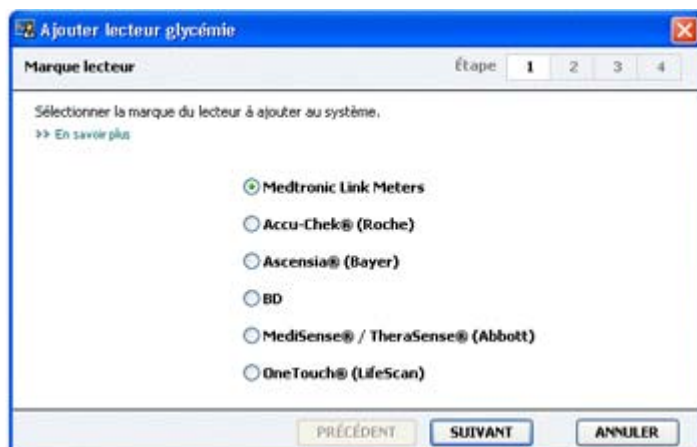 Ajouter lecteur glycémie
Marque lecteur Étape 1 2 3 4
Sélectionner la marque du lecteur à ajouter au système.
>> En savoir plus
Medtronic Link Meters
Accu-Chek® (Roche)
Ascensia® (Bayer)
BD
MediSense® / TheraSense® (Abbott)
OneTouch® (LifeScan)
PRÉCÉDENT SUIVANT ANNULER